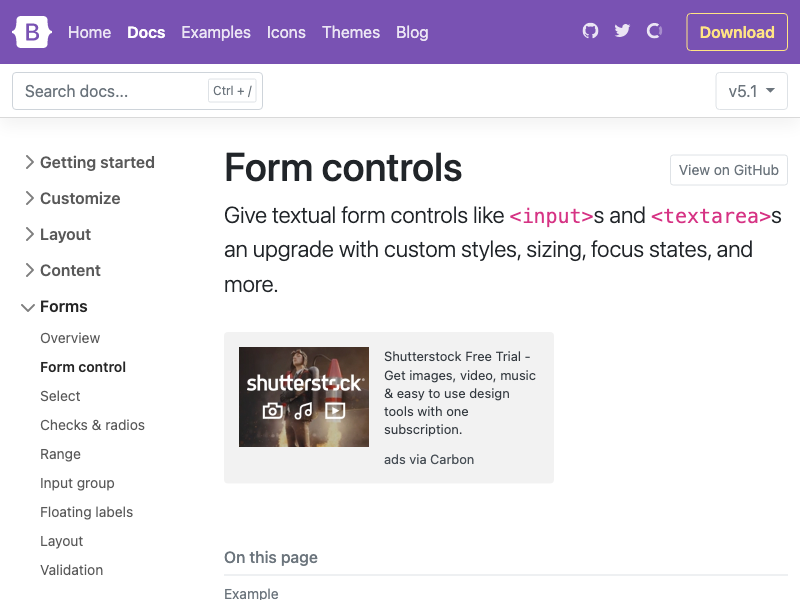 B Home Docs Examples Icons Themes Blog Download
Search docs... Ctrl + / v5.1
Getting started
Customize
Layout
Content
Forms
Overview
Form control
Select
Checks & radios
Range
Input group
Floating labels
Layout
Validation
Form controls
View on GitHub
Give textual form controls like <input>s and <textarea>s
an upgrade with custom styles, sizing, focus states, and
more.
shutterstock
Shutterstock Free Trial -
Get images, video, music
& easy to use design
tools with one
subscription.
ads via Carbon
On this page
Example